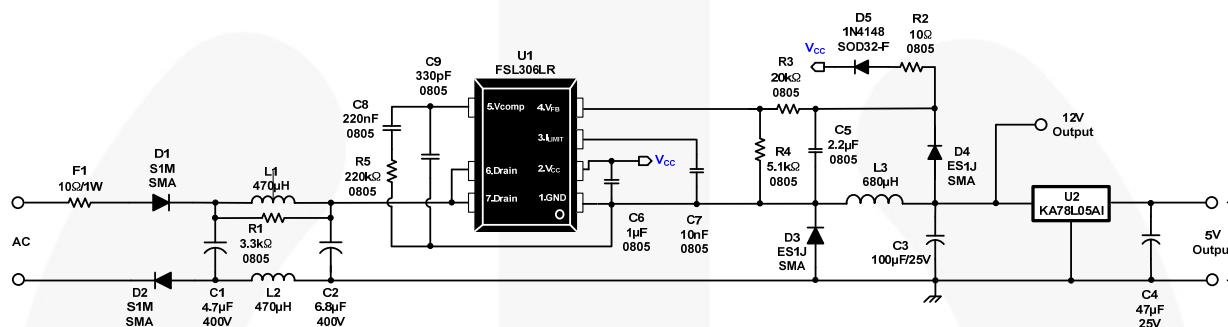 D5
1N4148
SOD32-F
R2
10Ω
0805
VCC
U1
FSL306LR
C9
330pF
0805
R3
20kΩ
0805
C8
220nF
0805
5.Vcomp
4.VFB
3.ILIMIT
2.VCC
1.GND
6.Drain
7.Drain
VCC
R4
5.1kΩ
0805
C5
2.2µF
0805
12V
Output
D4
ES1J
SMA
L3
680µH
D1
S1M
SMA
F1
10Ω/1W
L1
470µH
R5
220kΩ
0805
U2
KA78L05AI
AC
R1
3.3kΩ
0805
C6
1µF
0805
C7
10nF
0805
D3
ES1J
SMA
C3
100µF/25V
5V
Output
D2
S1M
SMA
C1
4.7µF
400V
L2
470µH
C2
6.8µF
400V
C4
47µF
25V